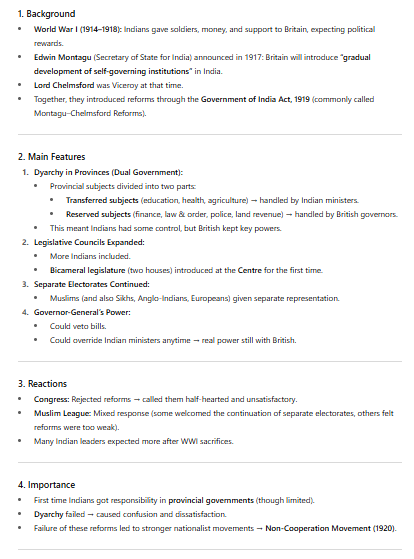 1. Background
• World War I (1914–1918): Indians gave soldiers, money, and support to Britain, expecting political
rewards.
• Edwin Montagu (Secretary of State for India) announced in 1917: Britain will introduce "gradual
development of self-governing institutions" in India.
• Lord Chelmsford was Viceroy at that time.
• Together, they introduced reforms through the Government of India Act, 1919 (commonly called
Montagu–Chelmsford Reforms).
2. Main Features
1. Dyarchy in Provinces (Dual Government):
• Provincial subjects divided into two parts:
• Transferred subjects (education, health, agriculture) → handled by Indian ministers.
• Reserved subjects (finance, law & order, police, land revenue) → handled by British governors.
• This meant Indians had some control, but British kept key powers.
2. Legislative Councils Expanded:
• More Indians included.
• Bicameral legislature (two houses) introduced at the Centre for the first time.
3. Separate Electorates Continued:
• Muslims (and also Sikhs, Anglo-Indians, Europeans) given separate representation.
4. Governor-General's Power:
• Could veto bills.
• Could override Indian ministers anytime → real power still with British.
3. Reactions
• Congress: Rejected reforms → called them half-hearted and unsatisfactory.
• Muslim League: Mixed response (some welcomed the continuation of separate electorates, others felt
reforms were too weak).
• Many Indian leaders expected more after WWI sacrifices.
4. Importance
• First time Indians got responsibility in provincial governments (though limited).
• Dyarchy failed → caused confusion and dissatisfaction.
• Failure of these reforms led to stronger nationalist movements → Non-Cooperation Movement (1920).